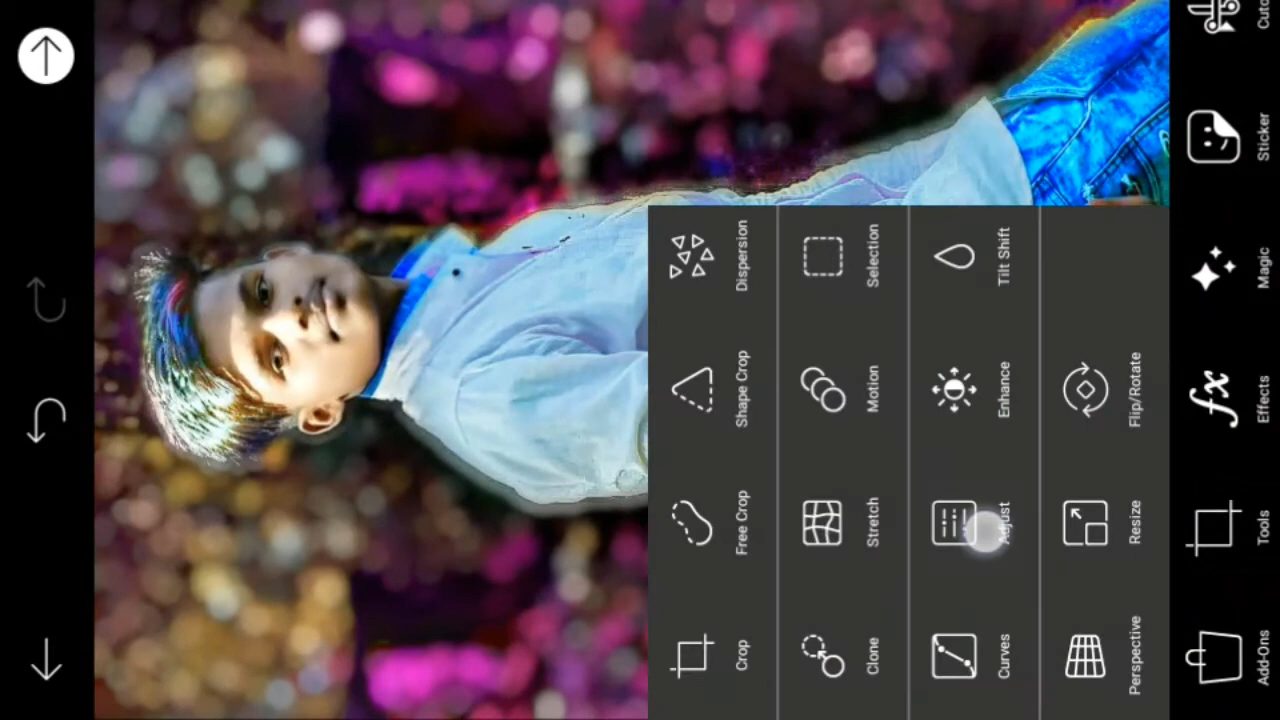 Crop
Free Crop
Shape Crop
Dispersion
Clone
Stretch
Motion
Selection
Curves
Adjust
Enhance
Tilt Shift
Perspective
Resize
Flip/Rotate
Add-Ons
Tools
fx
Effects
Magic
Sticker